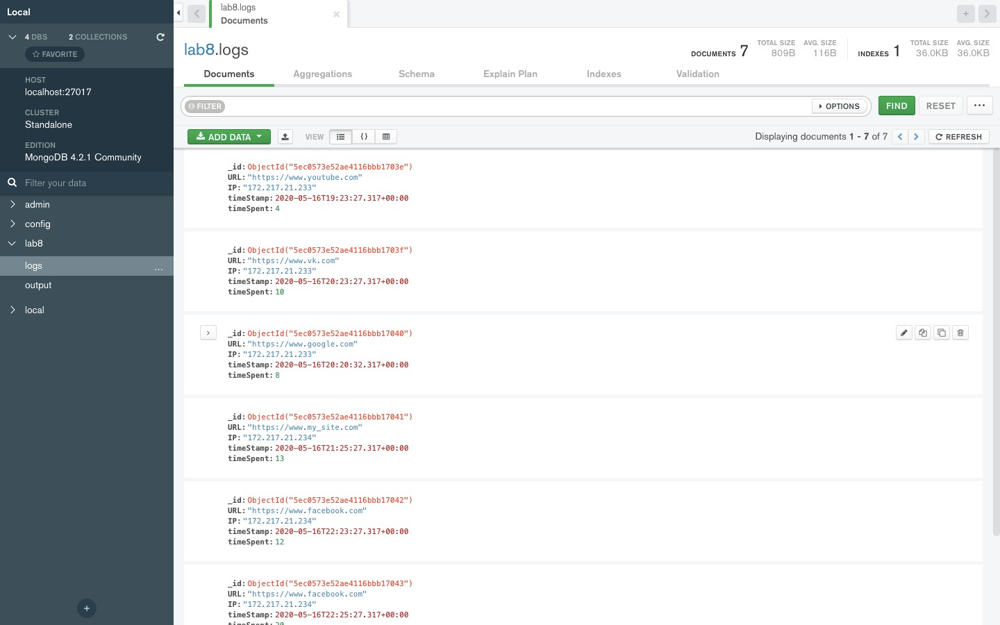 Local
4 DBS 2 COLLECTIONS
FAVORITE
HOST
localhost:27017
CLUSTER
Standalone
EDITION
MongoDB 4.2.1 Community
Filter your data
admin
config
lab8
logs ...
output
local
lab8.logs
Documents
lab8.logs
DOCUMENTS 7 TOTAL SIZE 809B AVG. SIZE 116B INDEXES 1 TOTAL SIZE 36.0KB AVG. SIZE 36.0KB
Documents Aggregations Schema Explain Plan Indexes Validation
FILTER OPTIONS FIND RESET ...
ADD DATA VIEW {} Displaying documents 1 - 7 of 7 REFRESH
_id: ObjectId("5ec0573e52ae4116bbb1703e")
URL: "https://www.youtube.com"
IP: "172.217.21.233"
timeStamp: 2020-05-16T19:23:27.317+00:00
timeSpent: 4
_id: ObjectId("5ec0573e52ae4116bbb1703f")
URL: "https://www.vk.com"
IP: "172.217.21.233"
timeStamp: 2020-05-16T20:23:27.317+00:00
timeSpent: 10
_id: ObjectId("5ec0573e52ae4116bbb17040")
URL: "https://www.google.com"
IP: "172.217.21.233"
timeStamp: 2020-05-16T20:20:32.317+00:00
timeSpent: 8
_id: ObjectId("5ec0573e52ae4116bbb17041")
URL: "https://www.my_site.com"
IP: "172.217.21.234"
timeStamp: 2020-05-16T21:25:27.317+00:00
timeSpent: 13
_id: ObjectId("5ec0573e52ae4116bbb17042")
URL: "https://www.facebook.com"
IP: "172.217.21.234"
timeStamp: 2020-05-16T22:23:27.317+00:00
timeSpent: 12
_id: ObjectId("5ec0573e52ae4116bbb17043")
URL: "https://www.facebook.com"
IP: "172.217.21.234"
timeStamp: 2020-05-16T22:25:27.317+00:00
timeSpent: 20